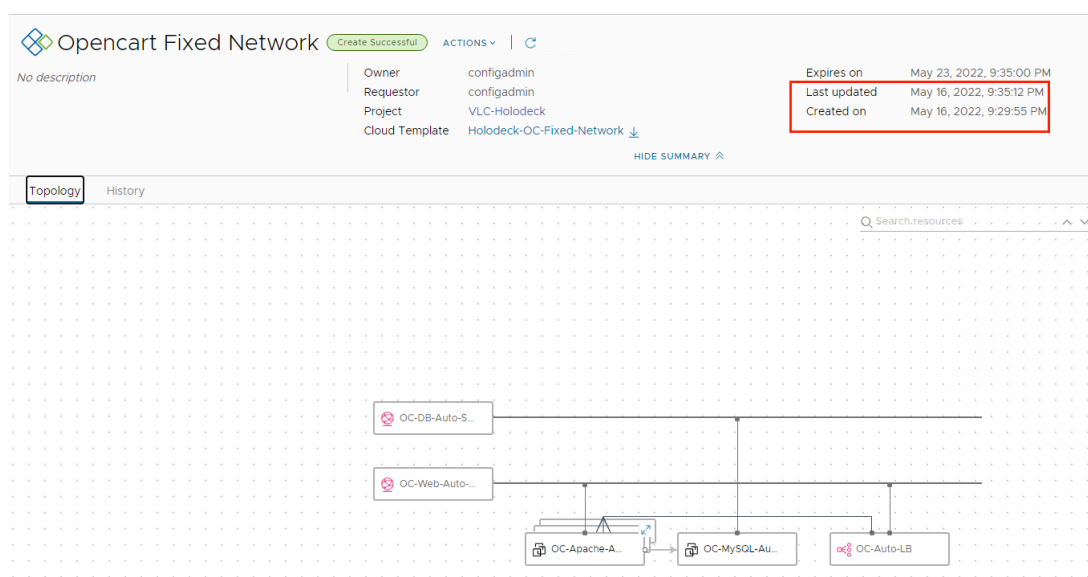 Opencart Fixed Network Create Successful ACTIONS
No description
Owner configadmin
Requestor configadmin
Project VLC-Holodeck
Cloud Template Holodeck-OC-Fixed-Network
Expires on May 23, 2022, 9:35:00 PM
Last updated May 16, 2022, 9:35:12 PM
Created on May 16, 2022, 9:29:55 PM
HIDE SUMMARY
Topology History
Search resources
OC-DB-Auto-S...
OC-Web-Auto-...
OC-Apache-A... OC-MySQL-Au... OC-Auto-LB